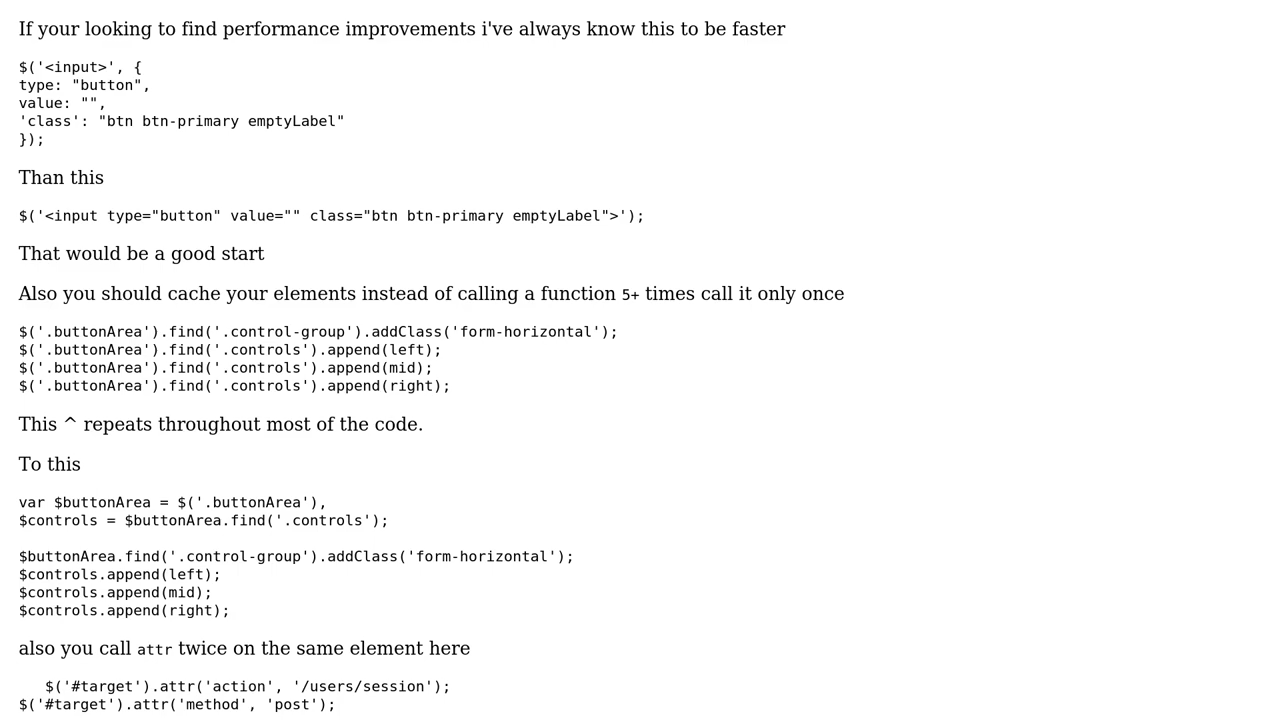 If your looking to find performance improvements i've always know this to be faster
$('<input>', {
type: "button",
value: "",
'class': "btn btn-primary emptyLabel"
});
Than this
$('<input type="button" value="" class="btn btn-primary emptyLabel">');
That would be a good start
Also you should cache your elements instead of calling a function 5+ times call it only once
$('.buttonArea').find('.control-group').addClass('form-horizontal');
$('.buttonArea').find('.controls').append(left);
$('.buttonArea').find('.controls').append(mid);
$('.buttonArea').find('.controls').append(right);
This ^ repeats throughout most of the code.
To this
var $buttonArea = $('.buttonArea'),
$controls = $buttonArea.find('.controls');
$buttonArea.find('.control-group').addClass('form-horizontal');
$controls.append(left);
$controls.append(mid);
$controls.append(right);
also you call attr twice on the same element here
$('#target').attr('action', '/users/session');
$('#target').attr('method', 'post');